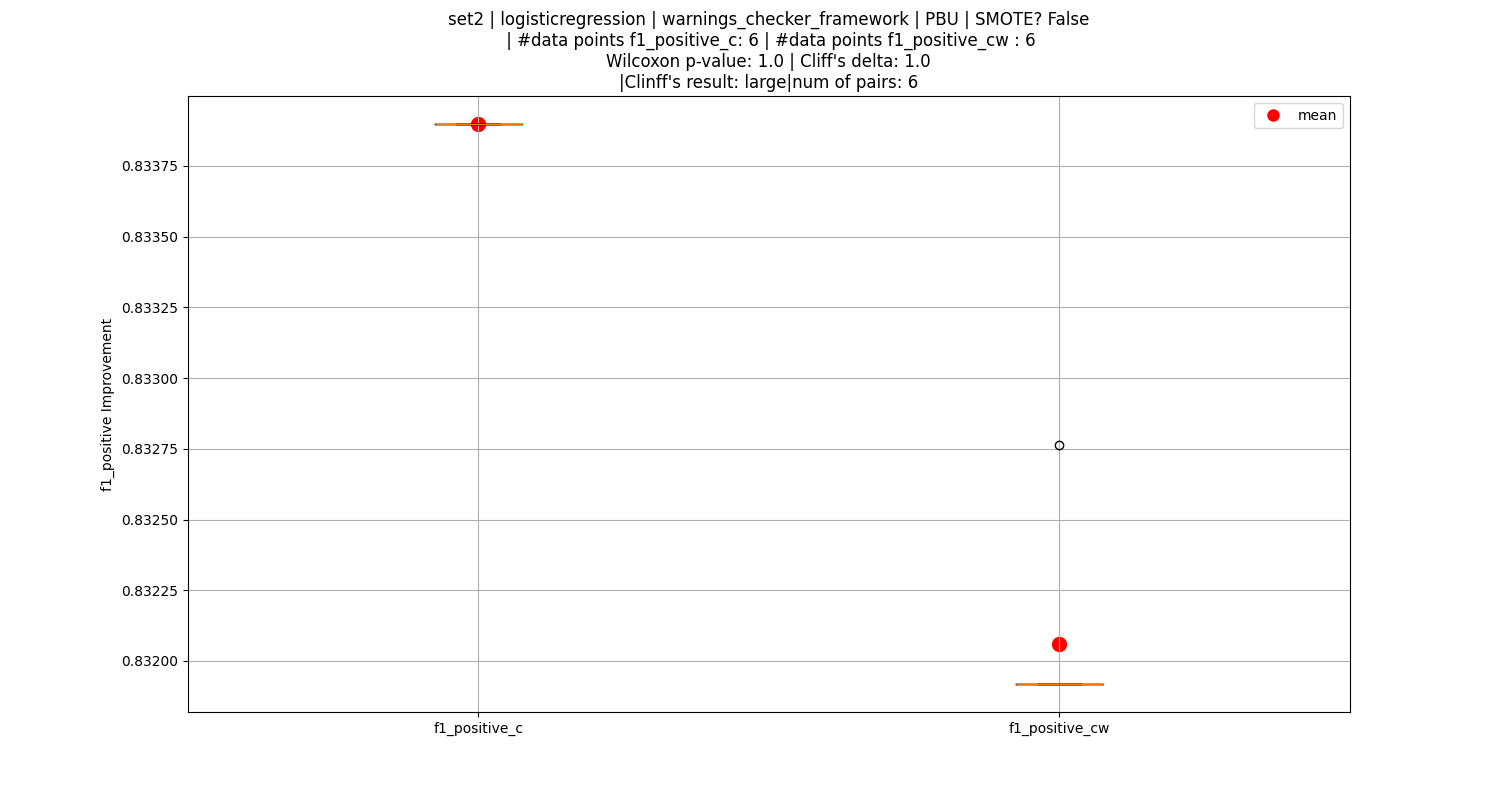 set2 | logisticregression | warnings_checker_framework | PBU | SMOTE? False
| #data points f1_positive_c: 6 | #data points f1_positive_cw : 6
Wilcoxon p-value: 1.0 | Cliff's delta: 1.0
|Clinff's result: large|num of pairs: 6
mean
0.83375
0.83350
0.83325
0.83300
0.83275
0.83250
0.83225
0.83200
f1_positive Improvement
f1_positive_c
f1_positive_cw